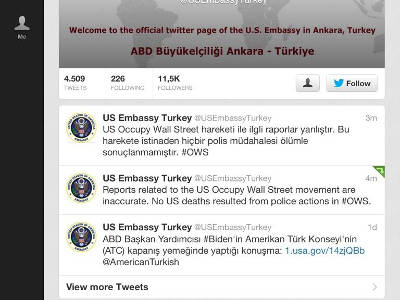 @USEmbassyTurkey
Me
Welcome to the official twitter page of the U.S. Embassy in Ankara, Turkey
ABD Büyükelçiliği Ankara - Türkiye
4.509 226 11,5K
TWEETS FOLLOWING FOLLOWERS
Follow
US Embassy Turkey @USEmbassyTurkey 3m
US Occupy Wall Street hareketi ile ilgli raporlar yanlıştır. Bu
harekete istinaden hiçbir polis müdahalesi ölümle
sonuçlanmamıştır. #OWS
US Embassy Turkey @USEmbassyTurkey 4m
Reports related to the US Occupy Wall Street movement are
inaccurate. No US deaths resulted from police actions in #OWS.
US Embassy Turkey @USEmbassyTurkey 1d
ABD Başkan Yardımcısı #Biden'in Amerikan Türk Konseyi'nin
(ATC) kapanış yemeğinde yaptığı konuşma: 1.usa.gov/14zjQBb
@AmericanTurkish
View more Tweets